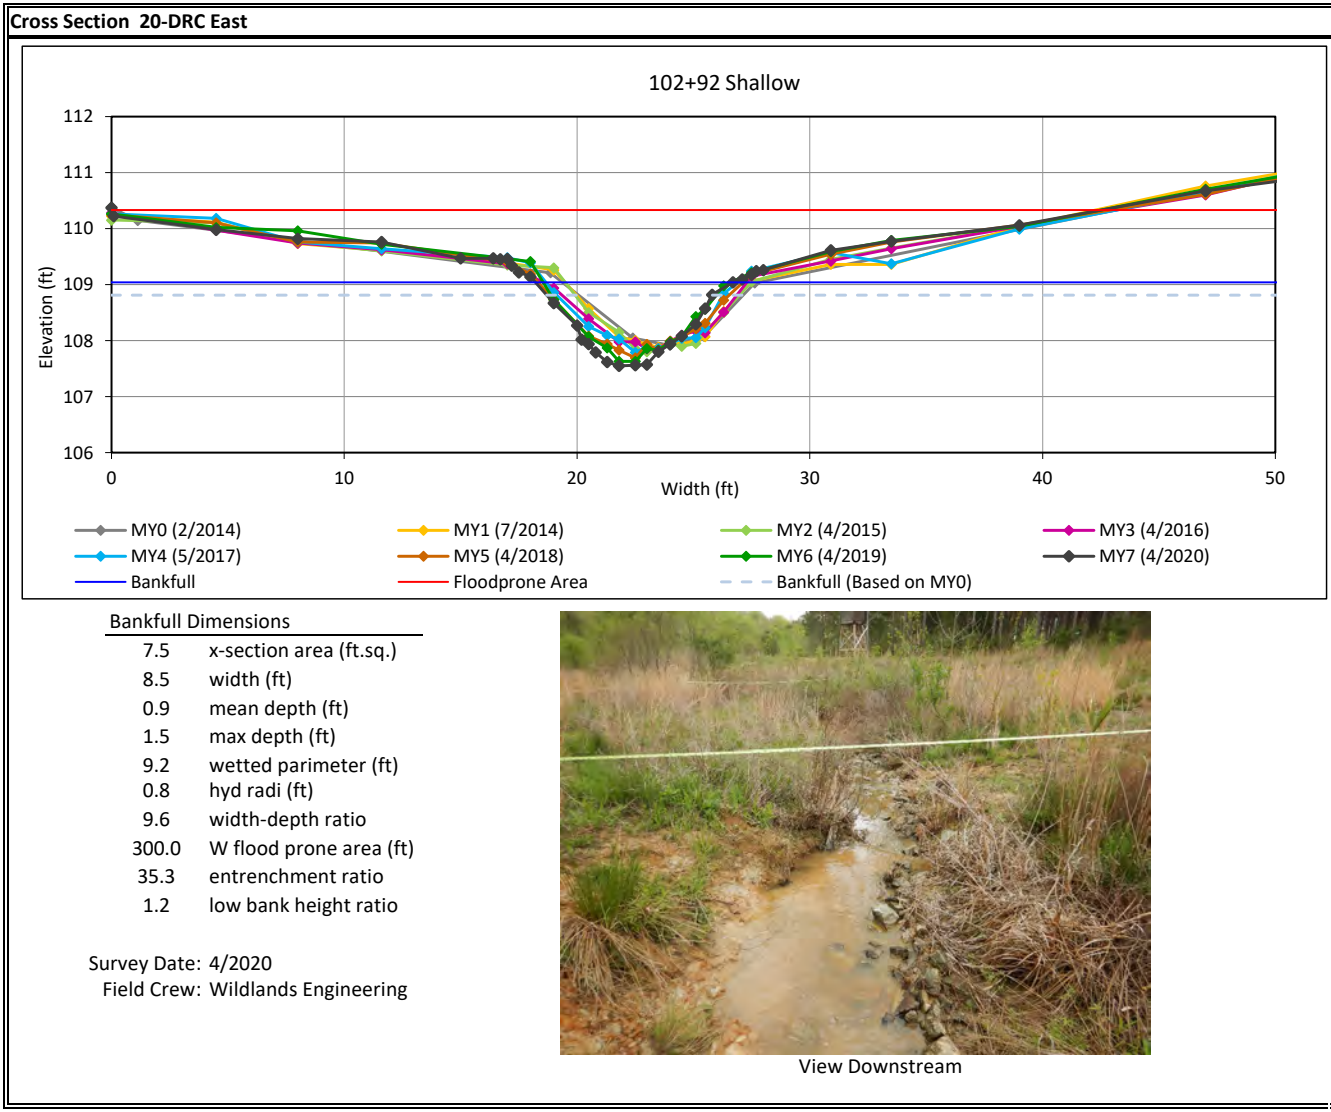 Cross Section 20-DRC East
102+92 Shallow
112
111
110
109
108
107
106
Elevation (ft)
0
10
20
30
40
50
Width (ft)
MY0 (2/2014)
MY1 (7/2014)
MY2 (4/2015)
MY3 (4/2016)
MY4 (5/2017)
MY5 (4/2018)
MY6 (4/2019)
MY7 (4/2020)
Bankfull
Floodprone Area
Bankfull (Based on MY0)
Bankfull Dimensions
7.5 x-section area (ft.sq.)
8.5 width (ft)
0.9 mean depth (ft)
1.5 max depth (ft)
9.2 wetted parimeter (ft)
0.8 hyd radi (ft)
9.6 width-depth ratio
300.0 W flood prone area (ft)
35.3 entrenchment ratio
1.2 low bank height ratio
Survey Date: 4/2020
Field Crew: Wildlands Engineering
View Downstream